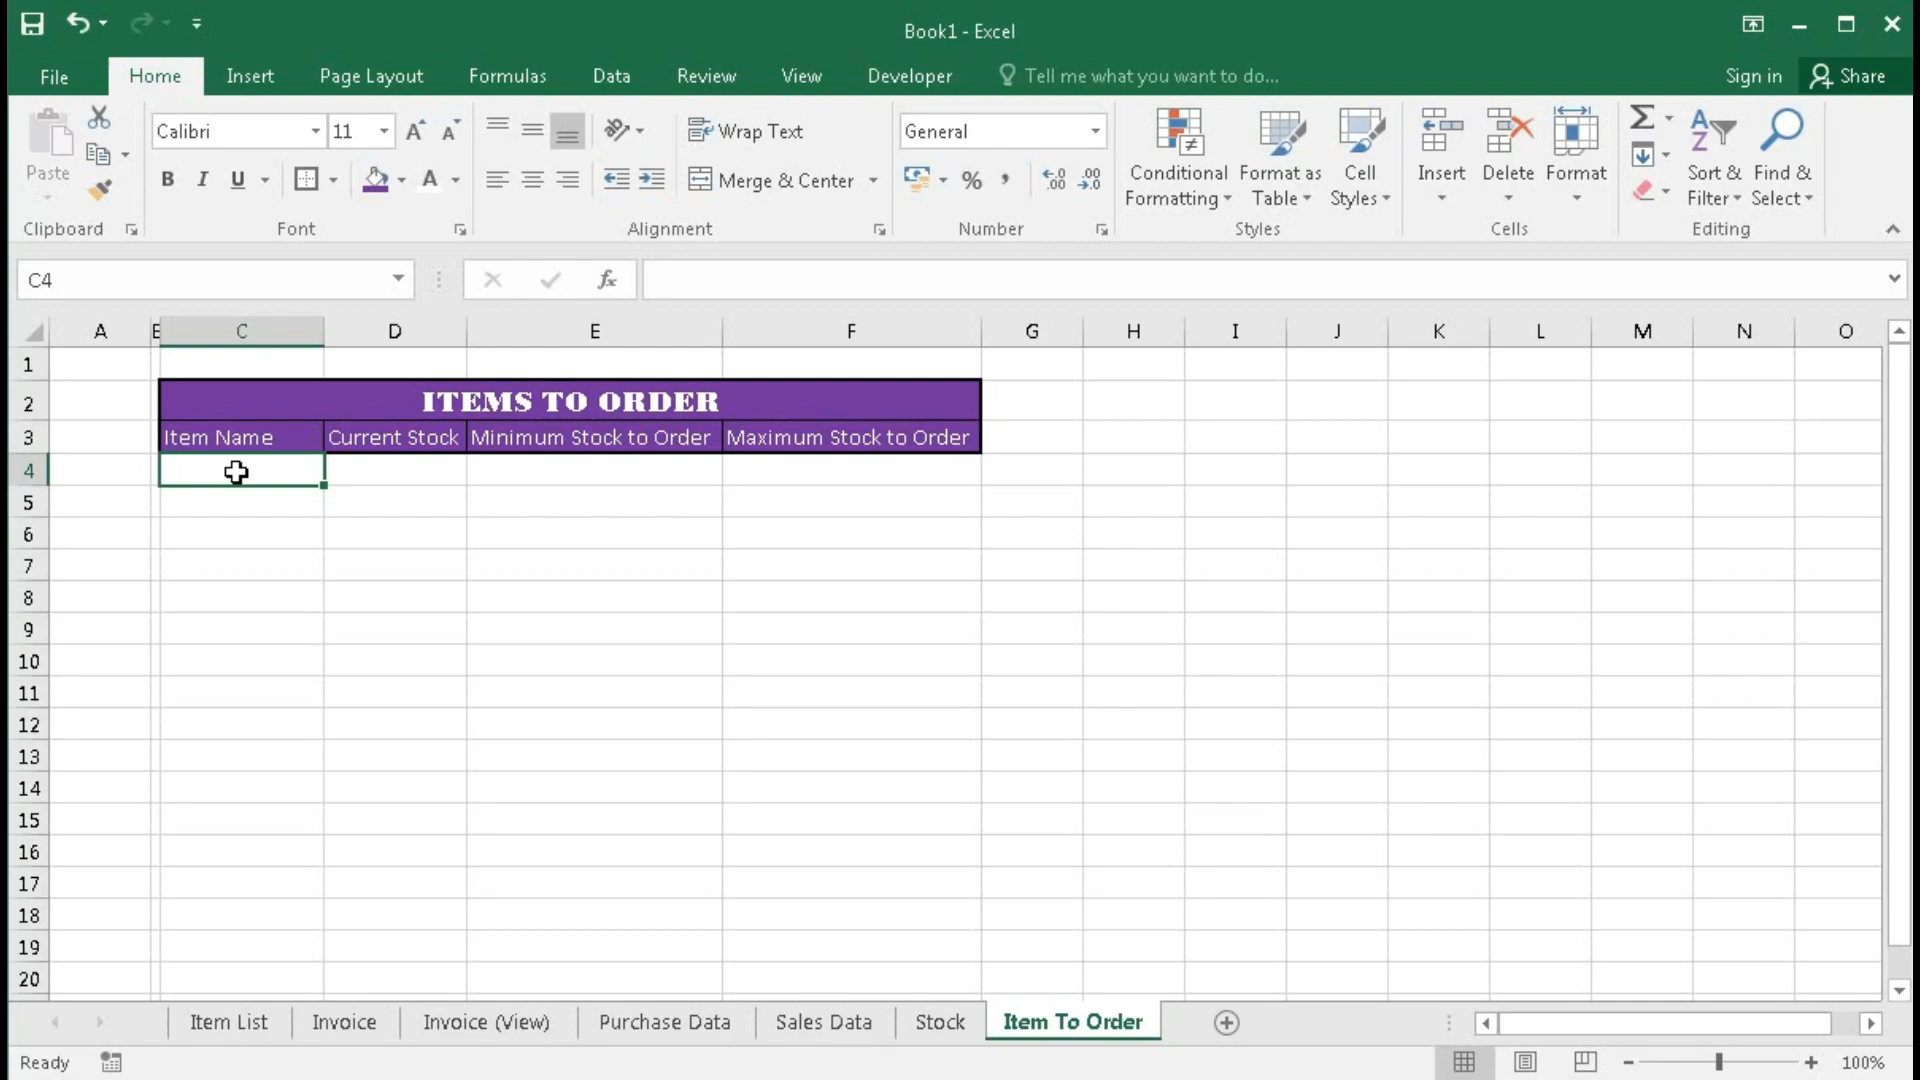 Book1 - Excel
File Home Insert Page Layout Formulas Data Review View Developer Tell me what you want to do... Sign in Share
Paste
Clipboard
Calibri 11
B I U A
Font
Wrap Text
Merge & Center
Alignment
General
% ,
Number
Conditional Formatting
Format as Table
Cell Styles
Styles
Insert Delete Format
Cells
Sort & Filter
Find & Select
Editing
C4 fx
A C D E F G H I J K L M N O
1
2 ITEMS TO ORDER
3 Item Name Current Stock Minimum Stock to Order Maximum Stock to Order
4
5
6
7
8
9
10
11
12
13
14
15
16
17
18
19
20
Item List Invoice Invoice (View) Purchase Data Sales Data Stock Item To Order
Ready 100%